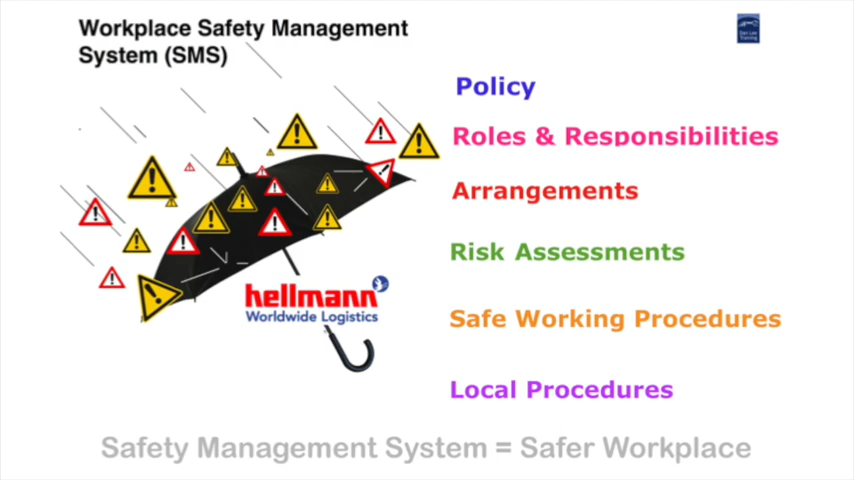 Workplace Safety Management
System (SMS)
Policy
Roles & Responsibilities
Arrangements
Risk Assessments
hellmann
Worldwide Logistics
Safe Working Procedures
Local Procedures
Safety Management System = Safer Workplace